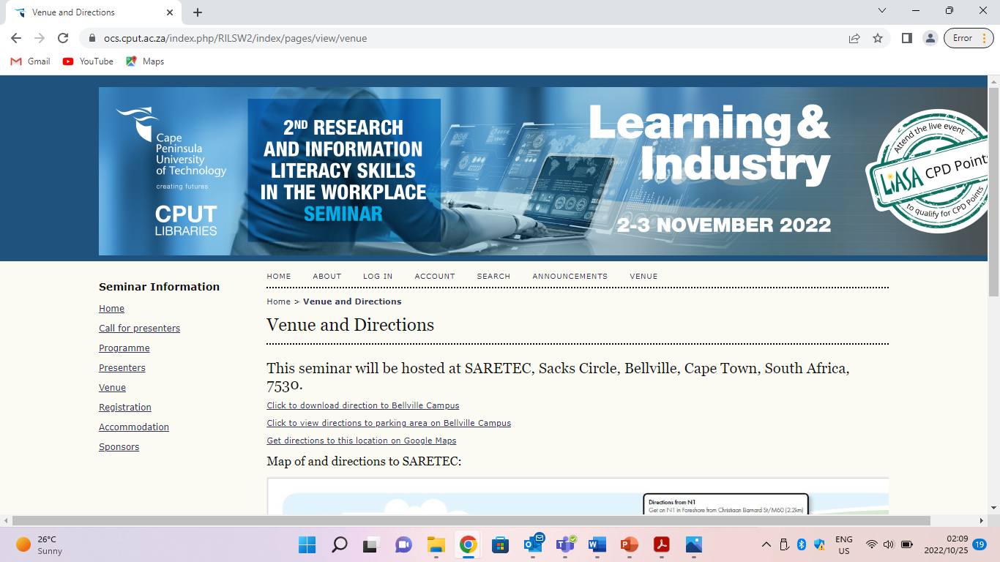 Venue and Directions
ocs.cput.ac.za/index.php/RILSW2/index/pages/view/venue
Error
Gmail
YouTube
Maps
Cape
Peninsula
University
of Technology
creating futures
CPUT
LIBRARIES
2ND RESEARCH
AND INFORMATION
LITERACY SKILLS
IN THE WORKPLACE
SEMINAR
Learning &
Industry
2-3 NOVEMBER 2022
Attend the live event
LIASA CPD Point
to qualify for CPD Points
Seminar Information
Home
Call for presenters
Programme
Presenters
Venue
Registration
Accommodation
Sponsors
HOME ABOUT LOG IN ACCOUNT SEARCH ANNOUNCEMENTS VENUE
Home > Venue and Directions
Venue and Directions
This seminar will be hosted at SARETEC, Sacks Circle, Bellville, Cape Town, South Africa,
7530.
Click to download direction to Bellville Campus
Click to view directions to parking area on Bellville Campus
Get directions to this location on Google Maps
Map of and directions to SARETEC:
Directions from N1
Get on N1 in Foreshore from Christiaan Barnard St/M60 (2.2km)
26°C
Sunny
ENG
US
02:09
2022/10/25
19